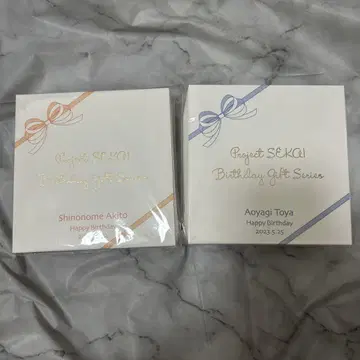 Project SEKAI
Birthday Gift Series
Shinonome Akito
Happy Birthday
Project SEKAI
Birthday Gift Series
Aoyagi Toya
Happy Birthday
2023.5.25